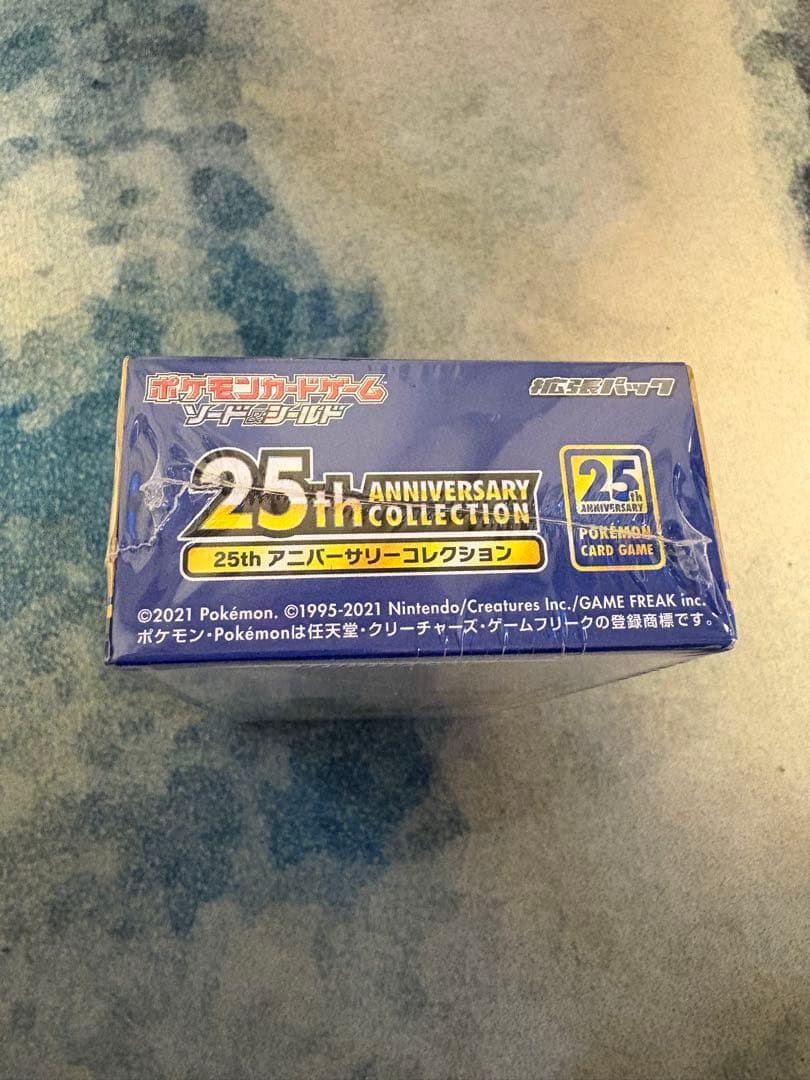 ポケモンカードゲーム
ソード&シールド
拡張パック
25th ANNIVERSARY COLLECTION
25th アニバーサリーコレクション
25th
ANNIVERSARY
POKÉMON
CARD GAME
©2021 Pokémon. ©1995-2021 Nintendo/Creatures Inc./GAME FREAK inc.
ポケモン・Pokémonは任天堂・クリーチャーズ・ゲームフリークの登録商標です。